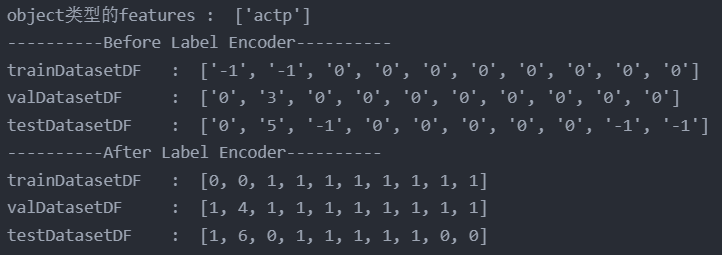 object类型的features :  ['actp']
----------Before Label Encoder----------
trainDatasetDF   :  ['-1', '-1', '0', '0', '0', '0', '0', '0', '0', '0']
valDatasetDF     :  ['0', '3', '0', '0', '0', '0', '0', '0', '0', '0']
testDatasetDF    :  ['0', '5', '-1', '0', '0', '0', '0', '0', '-1', '-1']
----------After Label Encoder----------
trainDatasetDF   :  [0, 0, 1, 1, 1, 1, 1, 1, 1, 1]
valDatasetDF     :  [1, 4, 1, 1, 1, 1, 1, 1, 1, 1]
testDatasetDF    :  [1, 6, 0, 1, 1, 1, 1, 1, 0, 0]